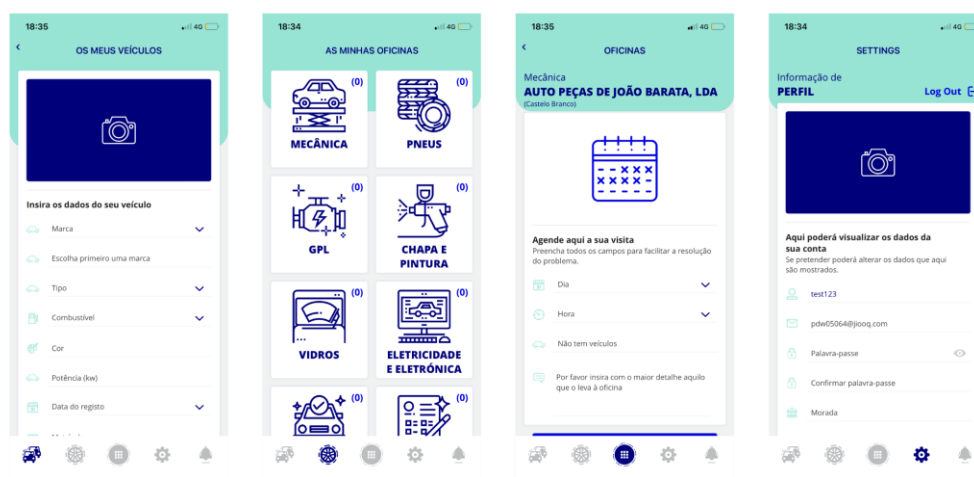 18:35
4G
OS MEUS VEÍCULOS
Insira os dados do seu veículo
Marca
Escolha primeiro uma marca
Tipo
Combustível
Cor
Potência (kw)
Data do registo
18:34
4G
AS MINHAS OFICINAS
(0)
MECÂNICA
(0)
PNEUS
(0)
GPL
(0)
CHAPA E
PINTURA
(0)
VIDROS
(0)
ELETRICIDADE
E ELETRÓNICA
(0)
(0)
18:35
4G
OFICINAS
Mecânica
AUTO PEÇAS DE JOÃO BARATA, LDA
(Castelo Branco)
Agende aqui a sua visita
Preencha todos os campos para facilitar a resolução
do problema.
Dia
Hora
Não tem veículos
Por favor insira com o maior detalhe aquilo
que o leva à oficina
18:34
4G
SETTINGS
Informação de
PERFIL
Log Out
Aqui poderá visualizar os dados da
sua conta
Se pretender poderá alterar os dados que aqui
são mostrados.
test123
pdw05064@jiooq.com
Palavra-passe
Confirmar palavra-passe
Morada